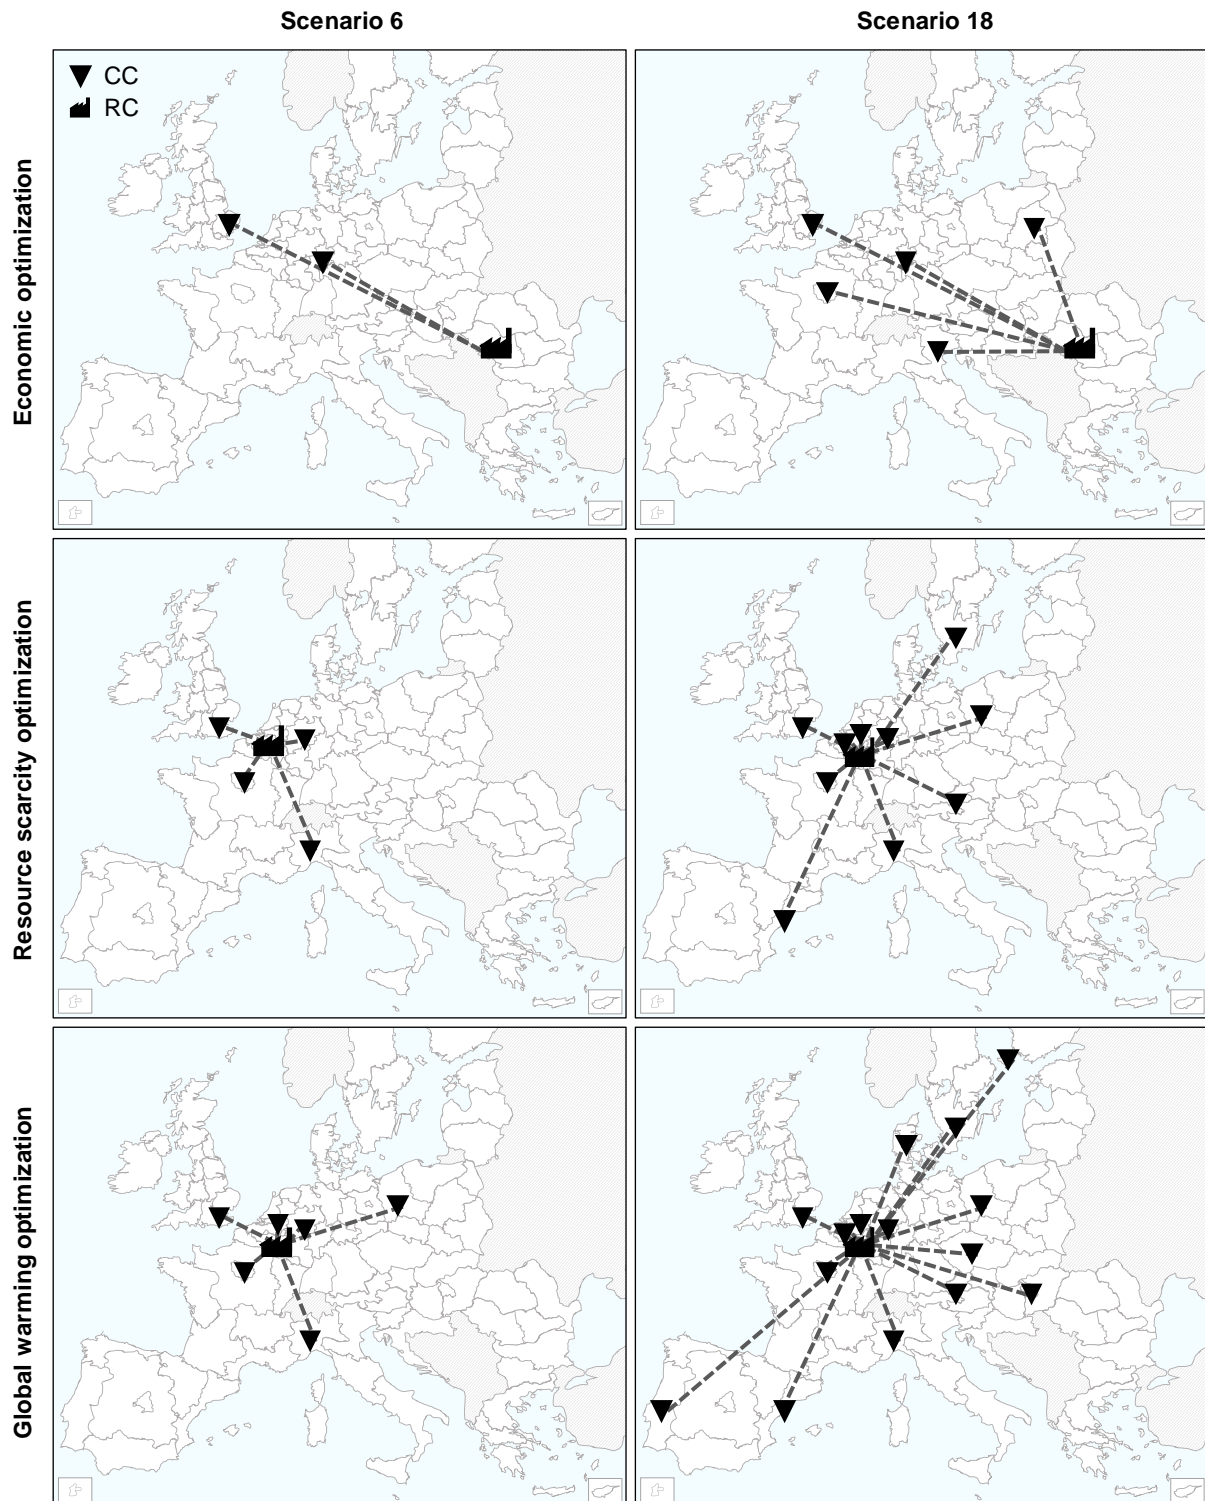 Scenario 6
Scenario 18
CC
RC
Economic optimization
Resource scarcity optimization
Global warming optimization